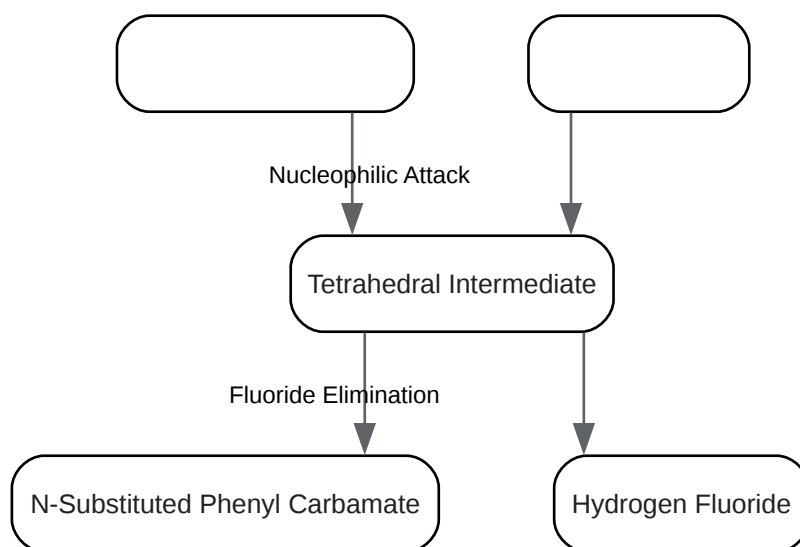 Nucleophilic Attack
Tetrahedral Intermediate
Fluoride Elimination
N-Substituted Phenyl Carbamate
Hydrogen Fluoride